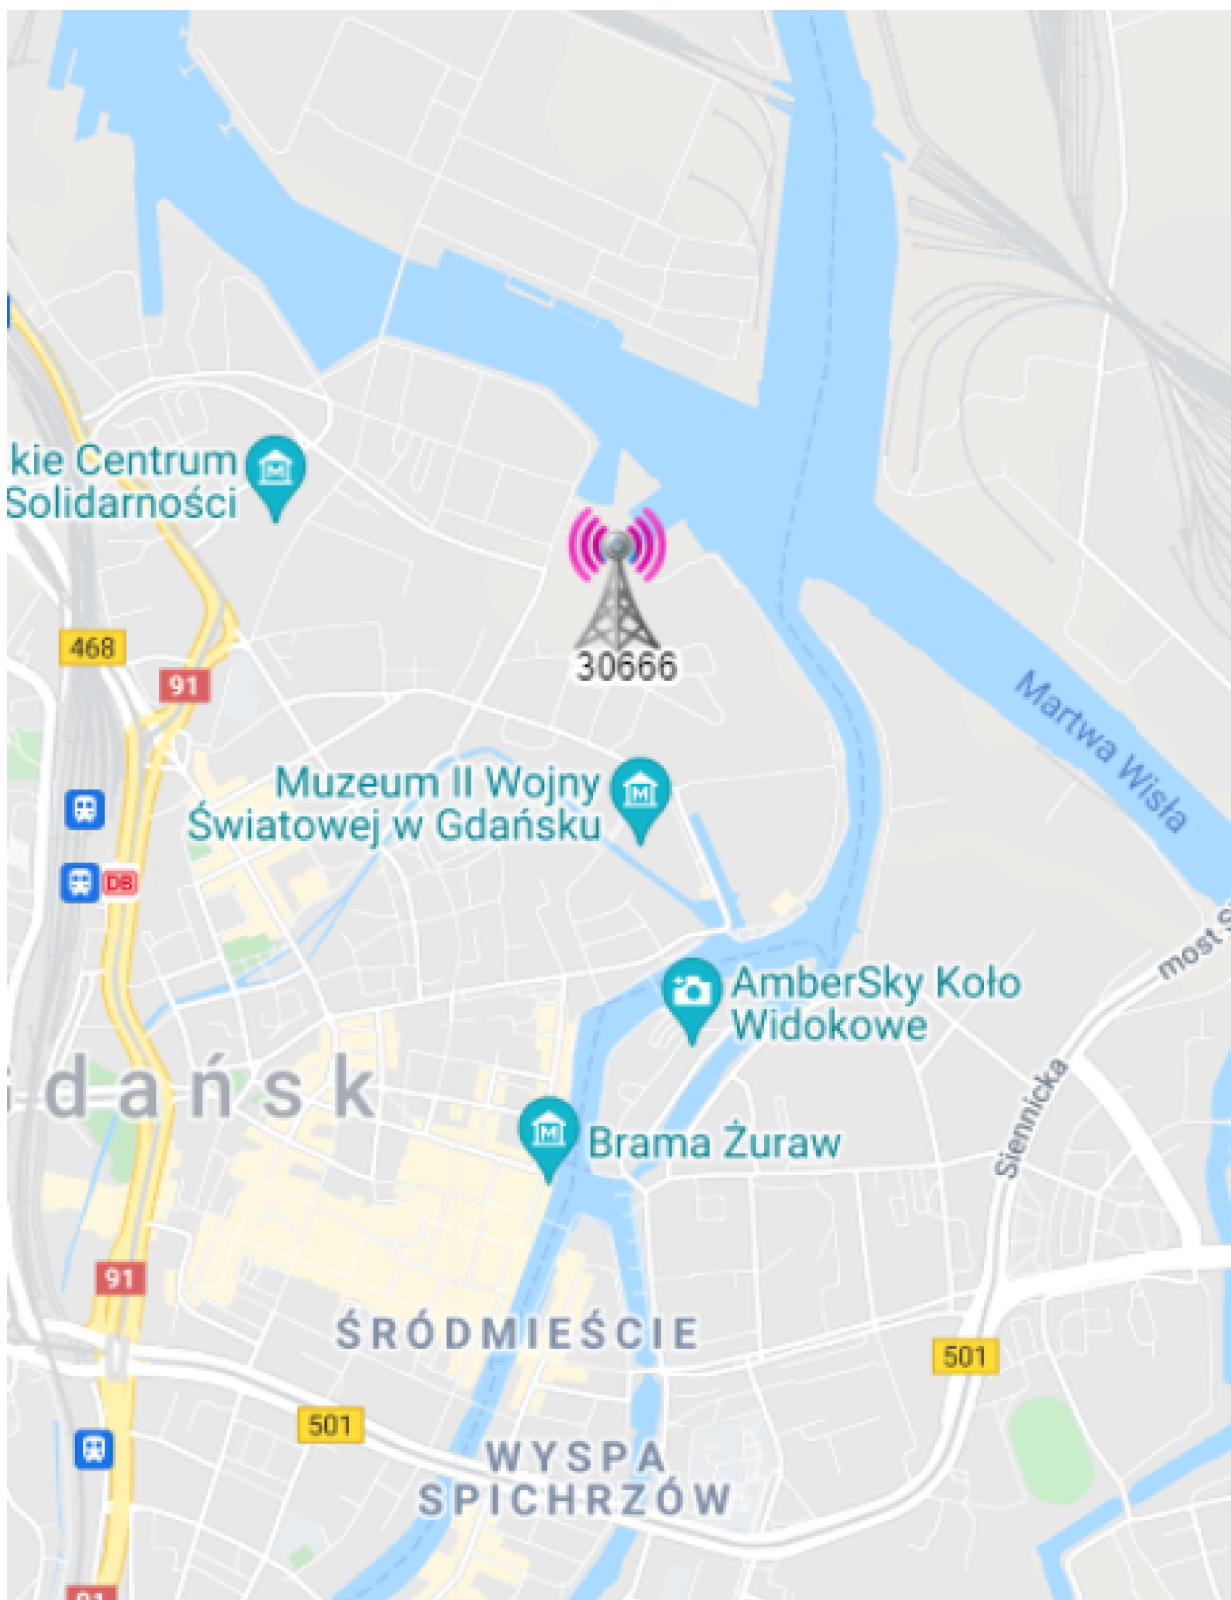 kie Centrum
Solidarności
30666
468
91
Martwa Wisła
Muzeum II Wojny
Światowej w Gdańsku
DB
most
AmberSky Koło
Widokowe
dańsk
Siennicka
Brama Żuraw
91
ŚRÓDMIEŚCIE
501
501
WYSPA
SPICHRZÓW
91